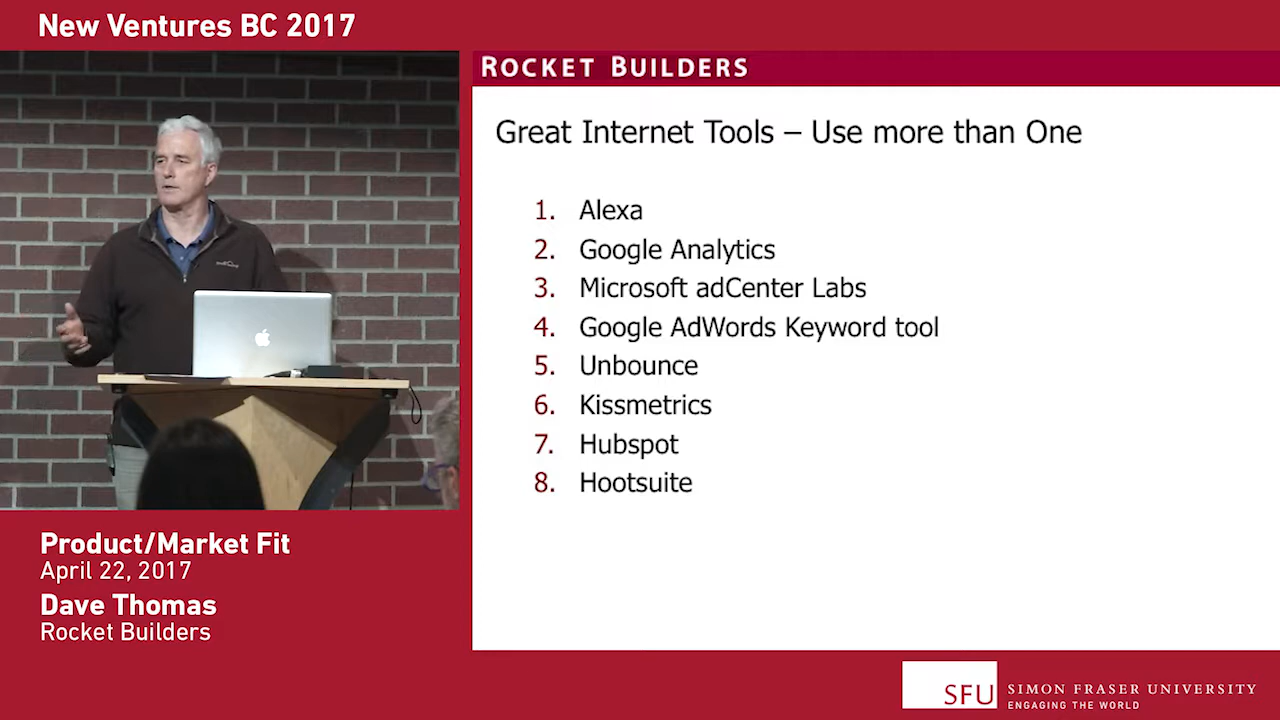 New Ventures BC 2017
ROCKET BUILDERS
Great Internet Tools – Use more than One
1. Alexa
2. Google Analytics
3. Microsoft adCenter Labs
4. Google AdWords Keyword tool
5. Unbounce
6. Kissmetrics
7. Hubspot
8. Hootsuite
Product/Market Fit
April 22, 2017
Dave Thomas
Rocket Builders
SFU
SIMON FRASER UNIVERSITY
ENGAGING THE WORLD